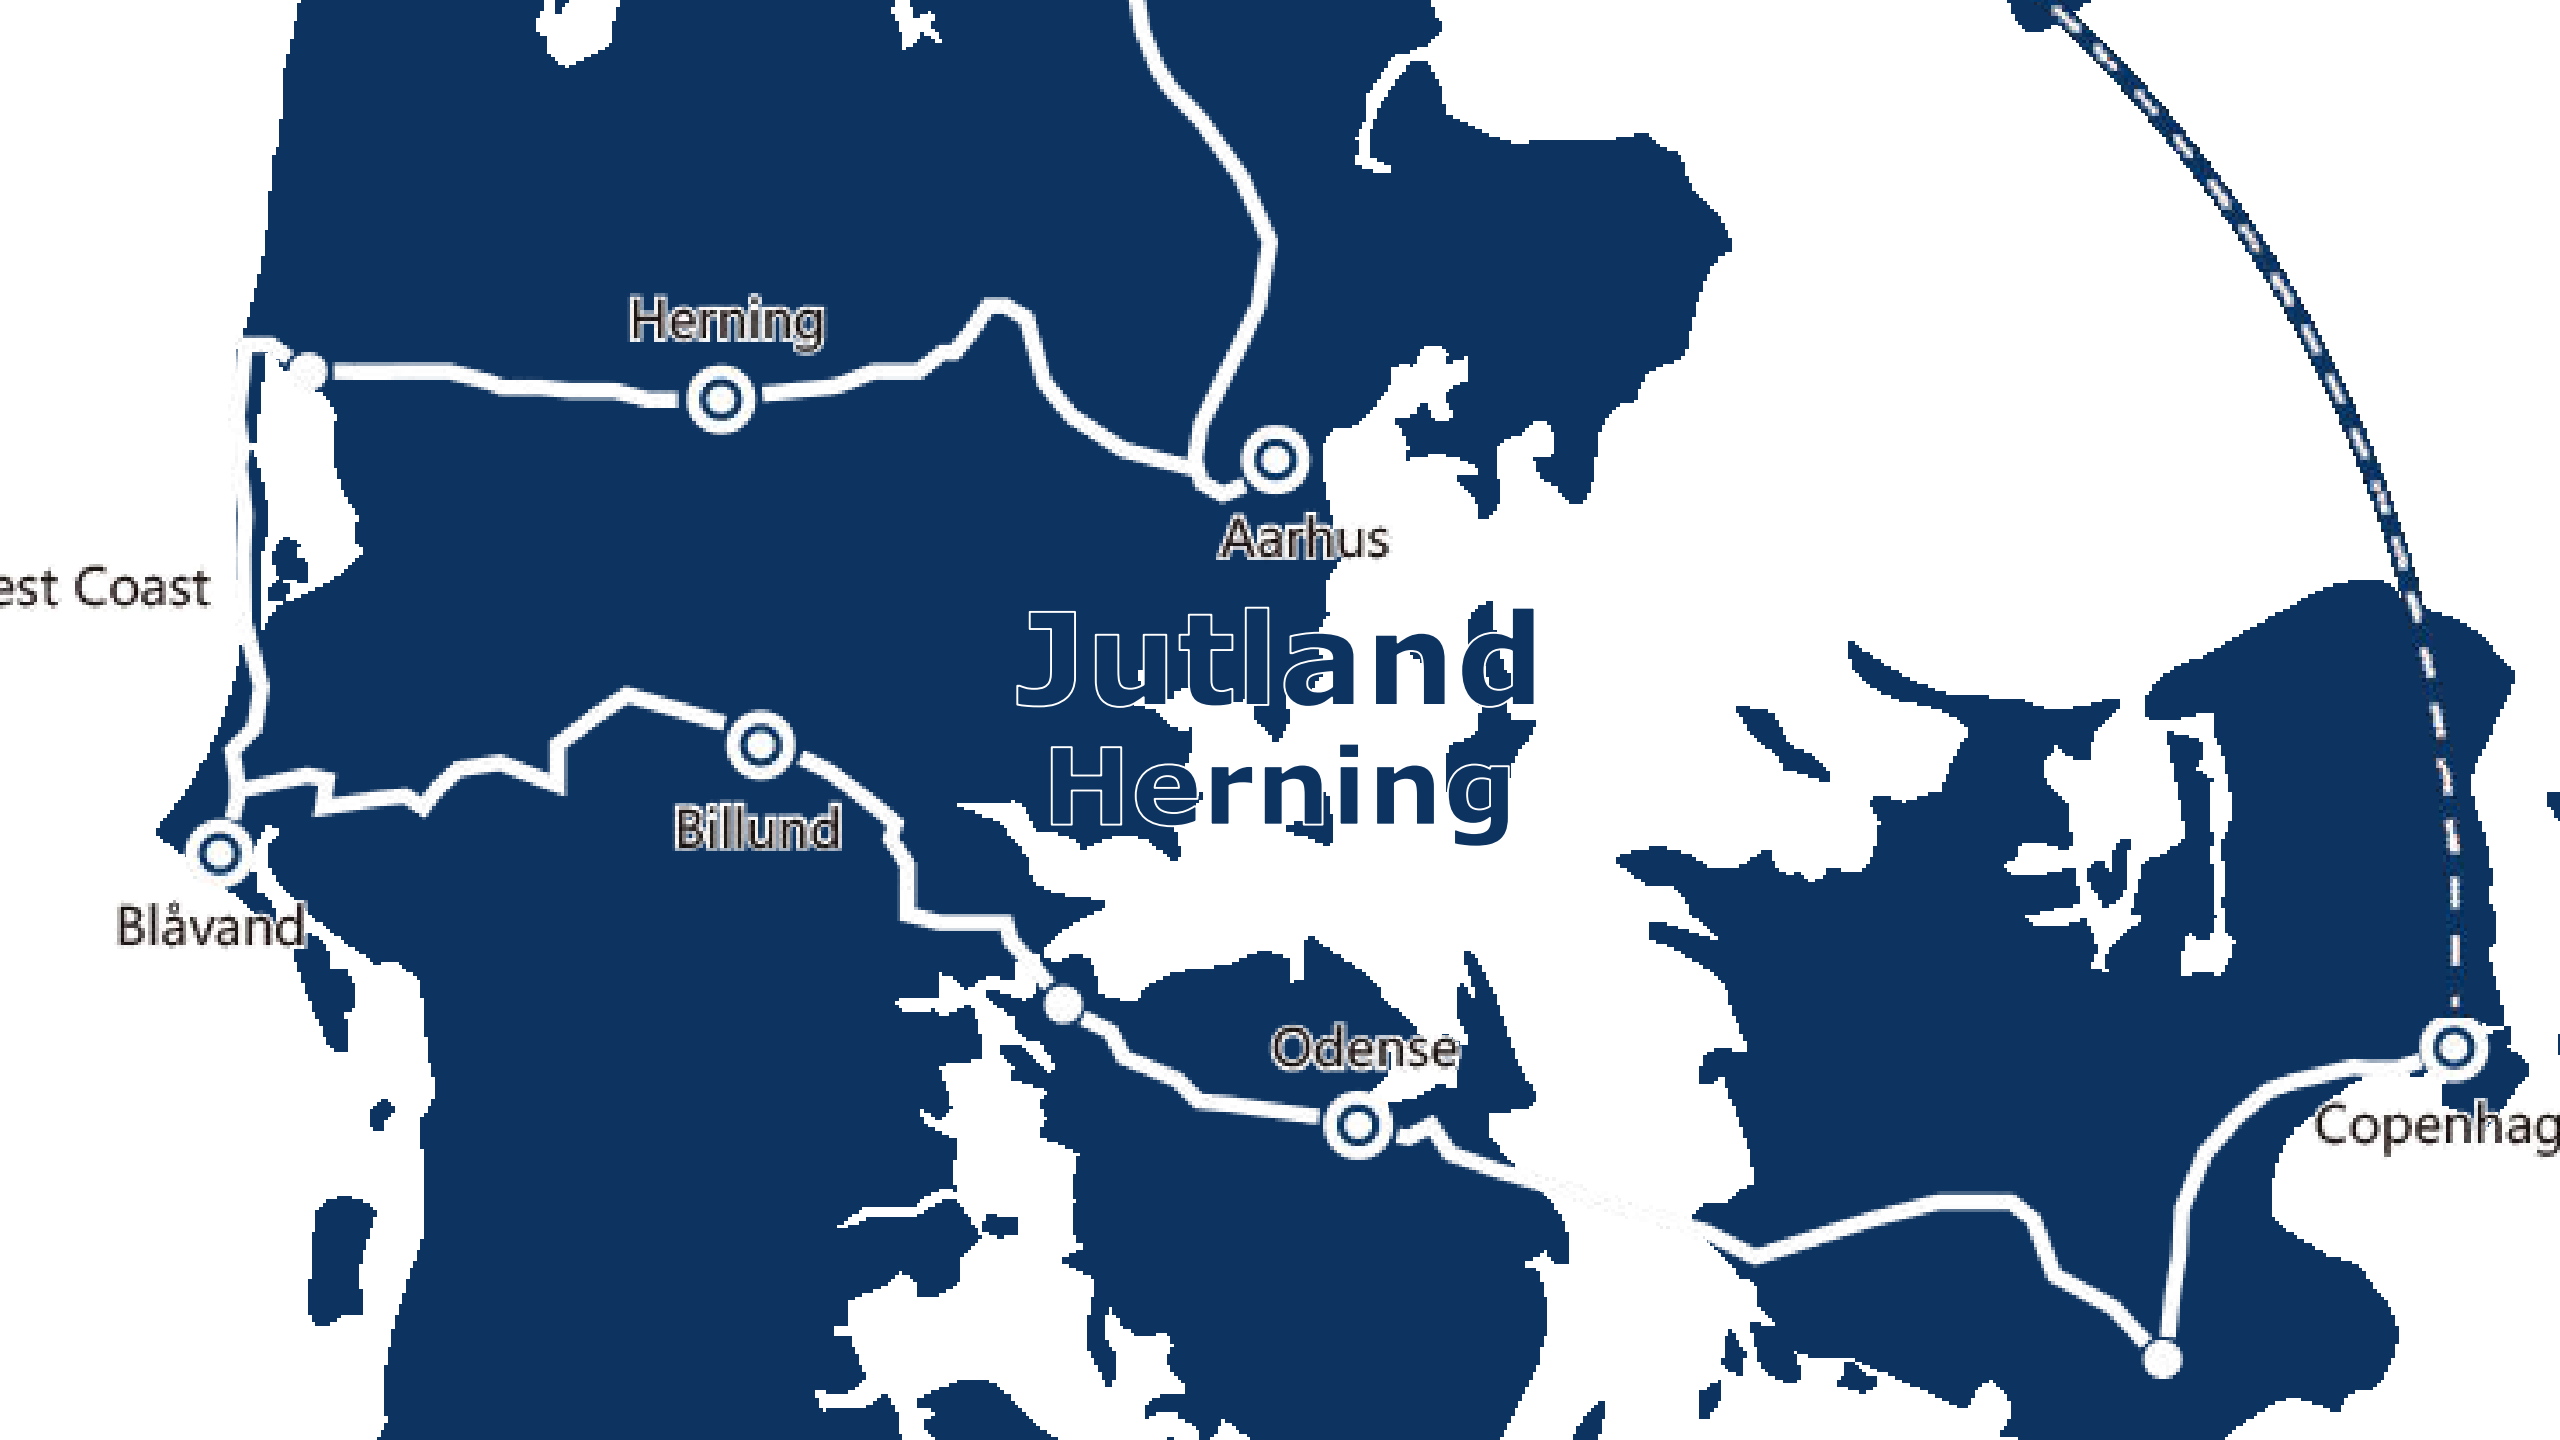 Herning
Aarhus
est Coast
Jutland
Herning
Billund
Blåvand
Odense
Copenhag